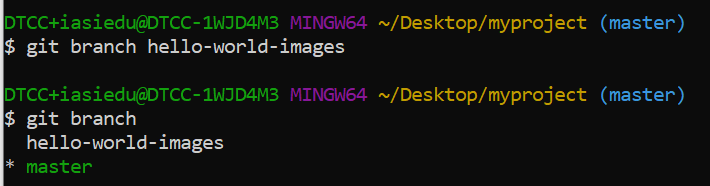 DTCC+iasiedu@DTCC-1WJD4M3 MINGW64 ~/Desktop/myproject (master)
$ git branch hello-world-images
DTCC+iasiedu@DTCC-1WJD4M3 MINGW64 ~/Desktop/myproject (master)
$ git branch
  hello-world-images
* master